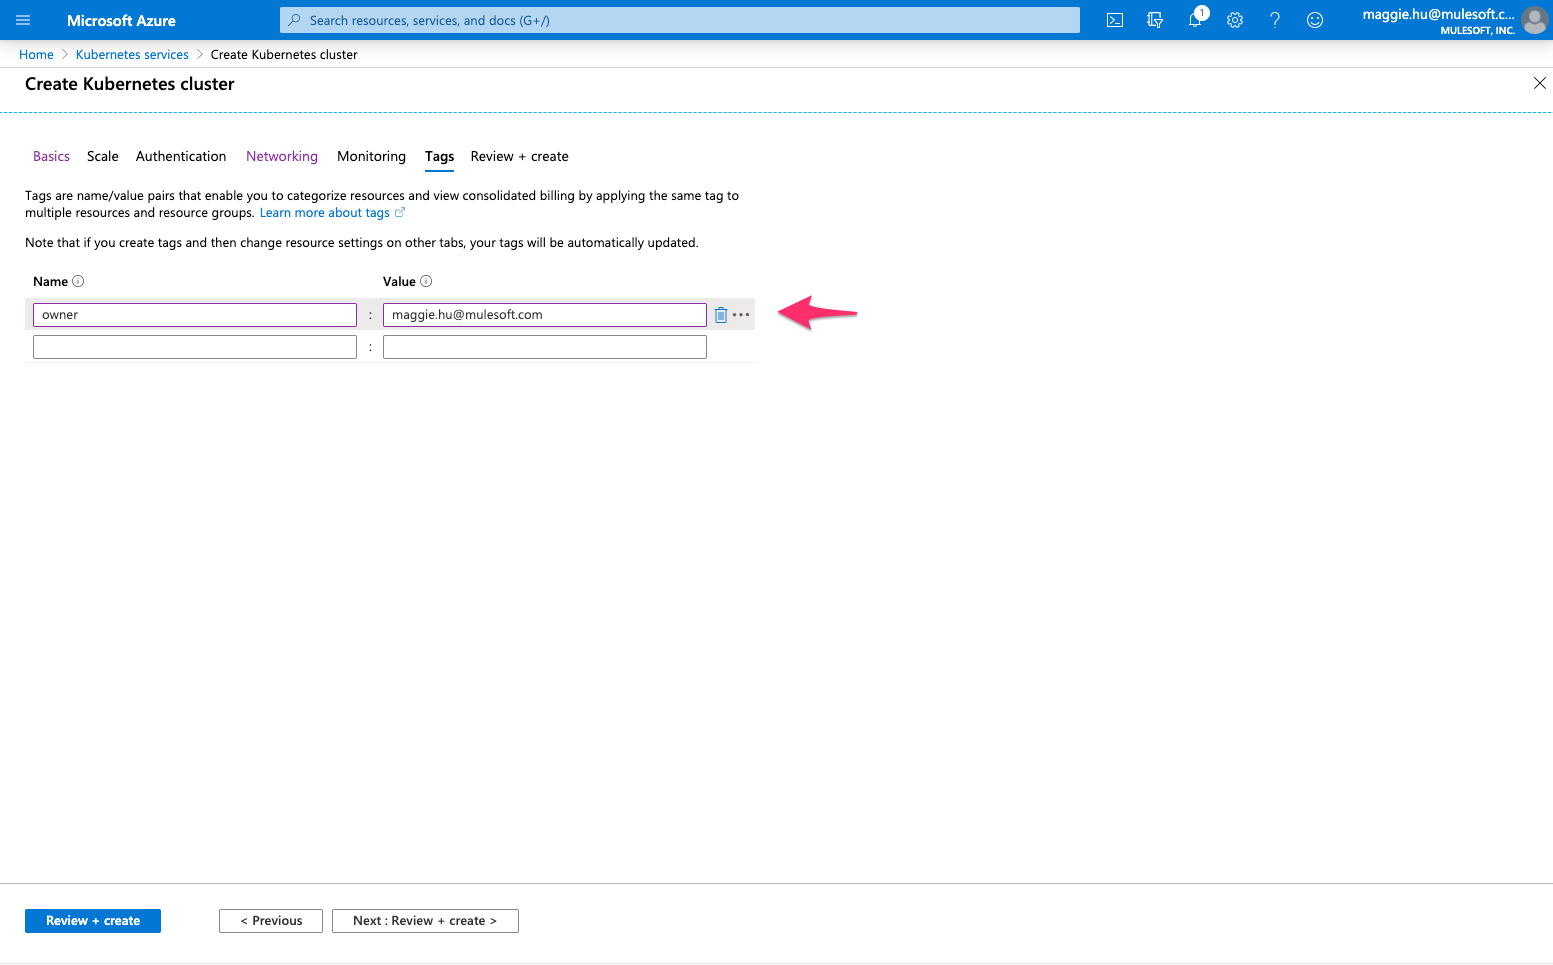 Microsoft Azure
Search resources, services, and docs (G+/)
1
maggie.hu@mulesoft.c...
MULESOFT, INC.
Home > Kubernetes services > Create Kubernetes cluster
Create Kubernetes cluster
Basics Scale Authentication Networking Monitoring Tags Review + create
Tags are name/value pairs that enable you to categorize resources and view consolidated billing by applying the same tag to
multiple resources and resource groups. Learn more about tags
Note that if you create tags and then change resource settings on other tabs, your tags will be automatically updated.
Name Value
owner : maggie.hu@mulesoft.com
:
Review + create < Previous Next : Review + create >